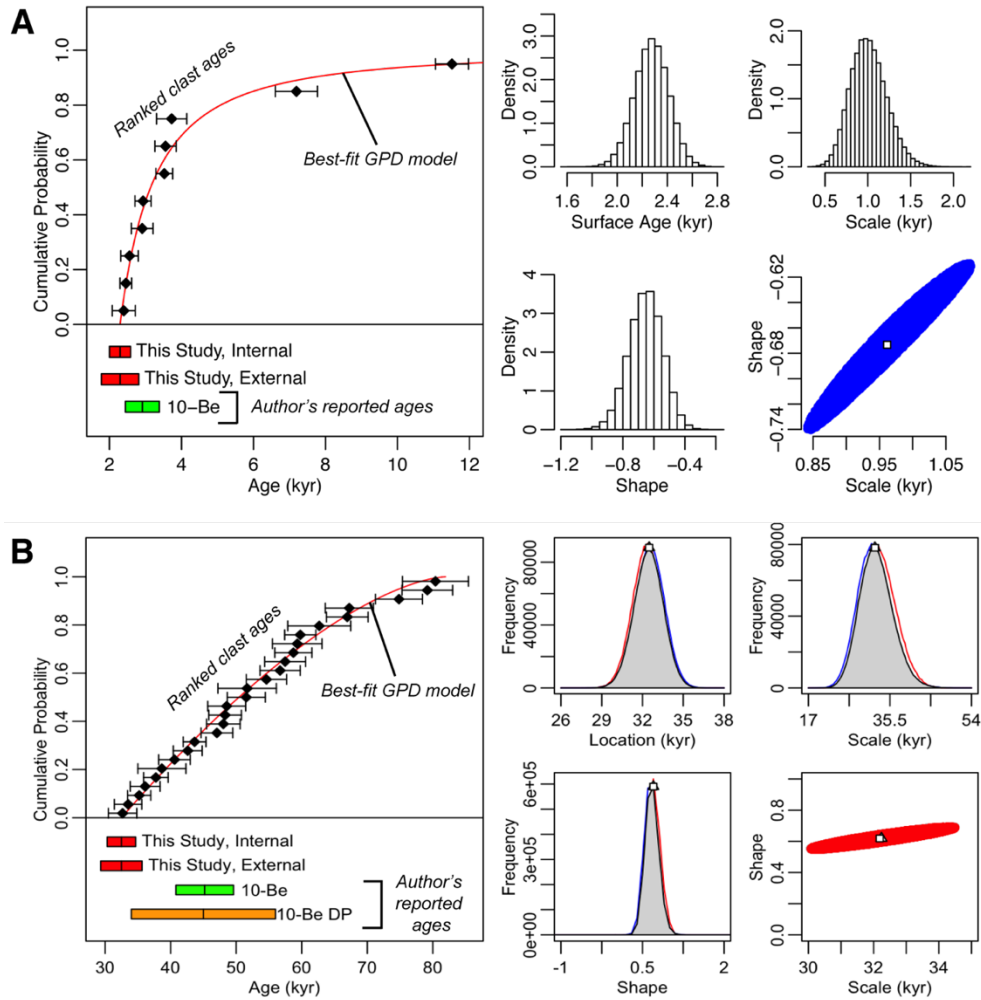 A
Cumulative Probability
0.0 0.2 0.4 0.6 0.8 1.0
Ranked clast ages
Best-fit GPD model
This Study, Internal
This Study, External
10−Be
Author's reported ages
2 4 6 8 10 12
Age (kyr)
Density
0.0 1.0 2.0 3.0
1.6 2.0 2.4 2.8
Surface Age (kyr)
Density
0.0 1.0 2.0
0.5 1.0 1.5 2.0
Scale (kyr)
Density
0 2 3 4
−1.2 −0.8 −0.4
Shape
Shape
−0.74 −0.68 −0.62
0.85 0.95 1.05
Scale (kyr)
B
Cumulative Probability
0.0 0.2 0.4 0.6 0.8 1.0
Ranked clast ages
Best-fit GPD model
This Study, Internal
This Study, External
10-Be
10-Be DP
Author's
reported
ages
30 40 50 60 70 80
Age (kyr)
Frequency
0 40000 80000
26 29 32 35 38
Location (kyr)
Frequency
0 40000 80000
17 35.5 54
Scale (kyr)
Frequency
0e+00 3e+05 6e+05
-1 0.5 2
Shape
Shape
0.0 0.4 0.8
30 32 34
Scale (kyr)